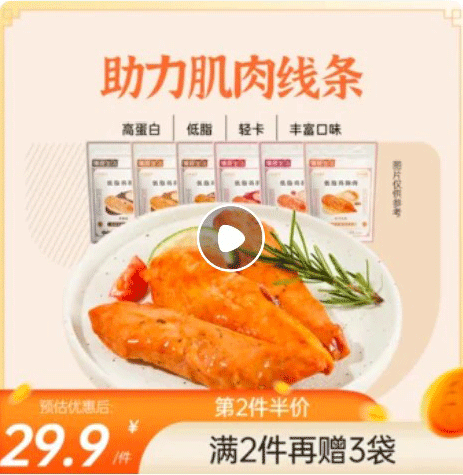 助力肌肉线条
高蛋白 低脂 轻卡 丰富口味
图片仅供参考
预估优惠后:
29.9
¥
/件
第2件半价
满2件再赠3袋